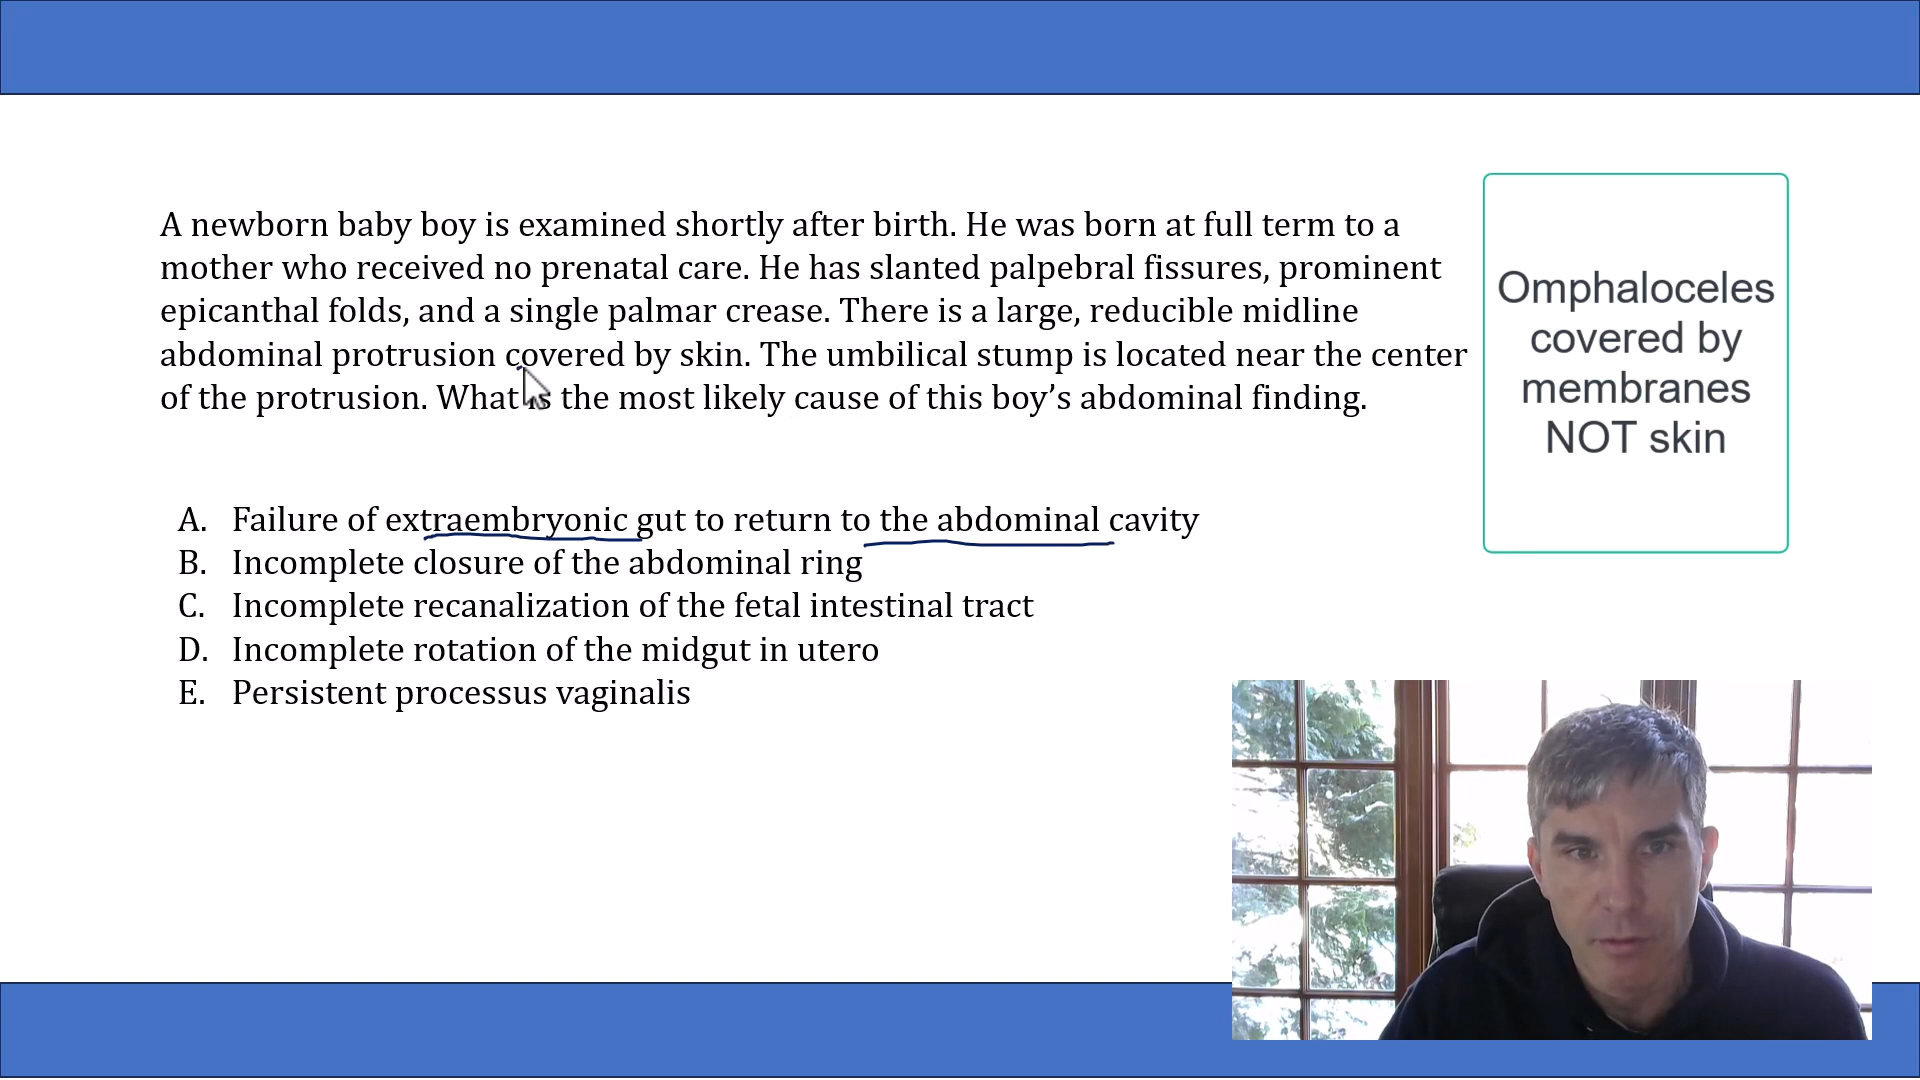 A newborn baby boy is examined shortly after birth. He was born at full term to a
mother who received no prenatal care. He has slanted palpebral fissures, prominent
epicanthal folds, and a single palmar crease. There is a large, reducible midline
abdominal protrusion covered by skin. The umbilical stump is located near the center
of the protrusion. What is the most likely cause of this boy’s abdominal finding.
Omphaloceles
covered by
membranes
NOT skin
A. Failure of extraembryonic gut to return to the abdominal cavity
B. Incomplete closure of the abdominal ring
C. Incomplete recanalization of the fetal intestinal tract
D. Incomplete rotation of the midgut in utero
E. Persistent processus vaginalis